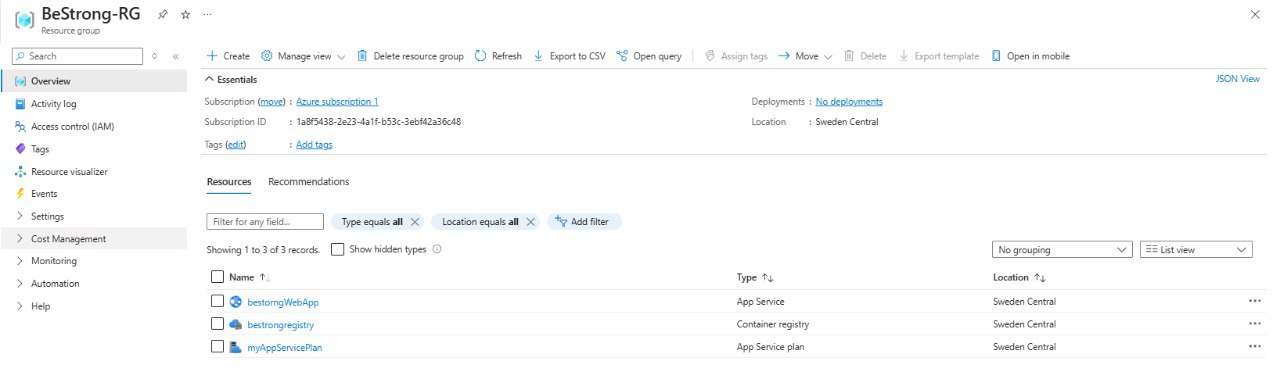 BeStrong-RG
Resource group
Search
Create Manage view Delete resource group Refresh Export to CSV Open query Assign tags Move Delete Export template Open in mobile
Overview
Activity log
Access control (IAM)
Tags
Resource visualizer
Events
Settings
Cost Management
Monitoring
Automation
Help
Essentials JSON View
Subscription (move) : Azure subscription 1 Deployments : No deployments
Subscription ID : 1a8f5438-2e23-4a1f-b53c-3ebf42a36c48 Location : Sweden Central
Tags (edit) : Add tags
Resources Recommendations
Filter for any field... Type equals all Location equals all Add filter
Showing 1 to 3 of 3 records. Show hidden types No grouping List view
Name Type Location
bestorngWebApp App Service Sweden Central
bestrongregistry Container registry Sweden Central
myAppServicePlan App Service plan Sweden Central